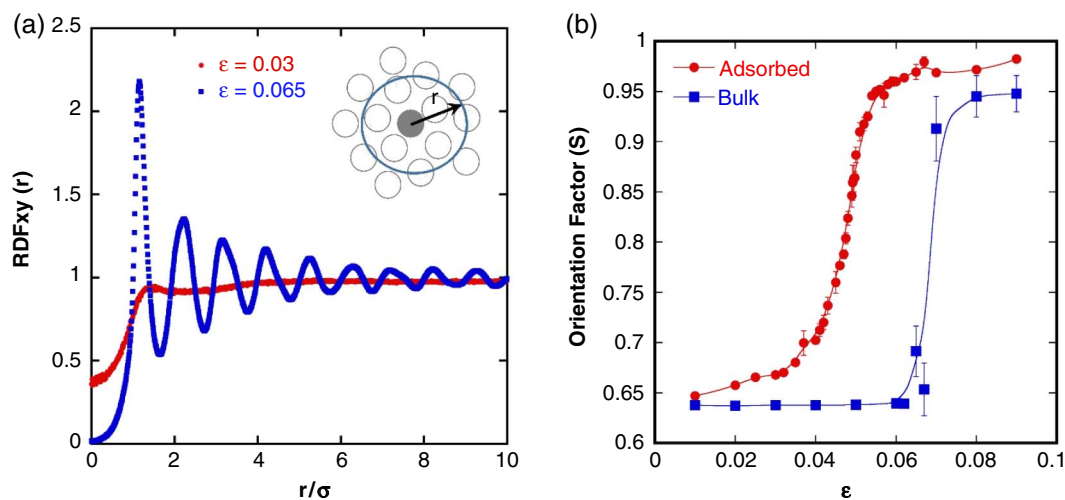 (a)
2.5
2
1.5
1
0.5
0
RDFxy (r)
ε = 0.03
ε = 0.065
r
0 2 4 6 8 10
r/σ
(b)
1
0.95
0.9
0.85
0.8
0.75
0.7
0.65
0.6
Orientation Factor (S)
Adsorbed
Bulk
0 0.02 0.04 0.06 0.08 0.1
ε